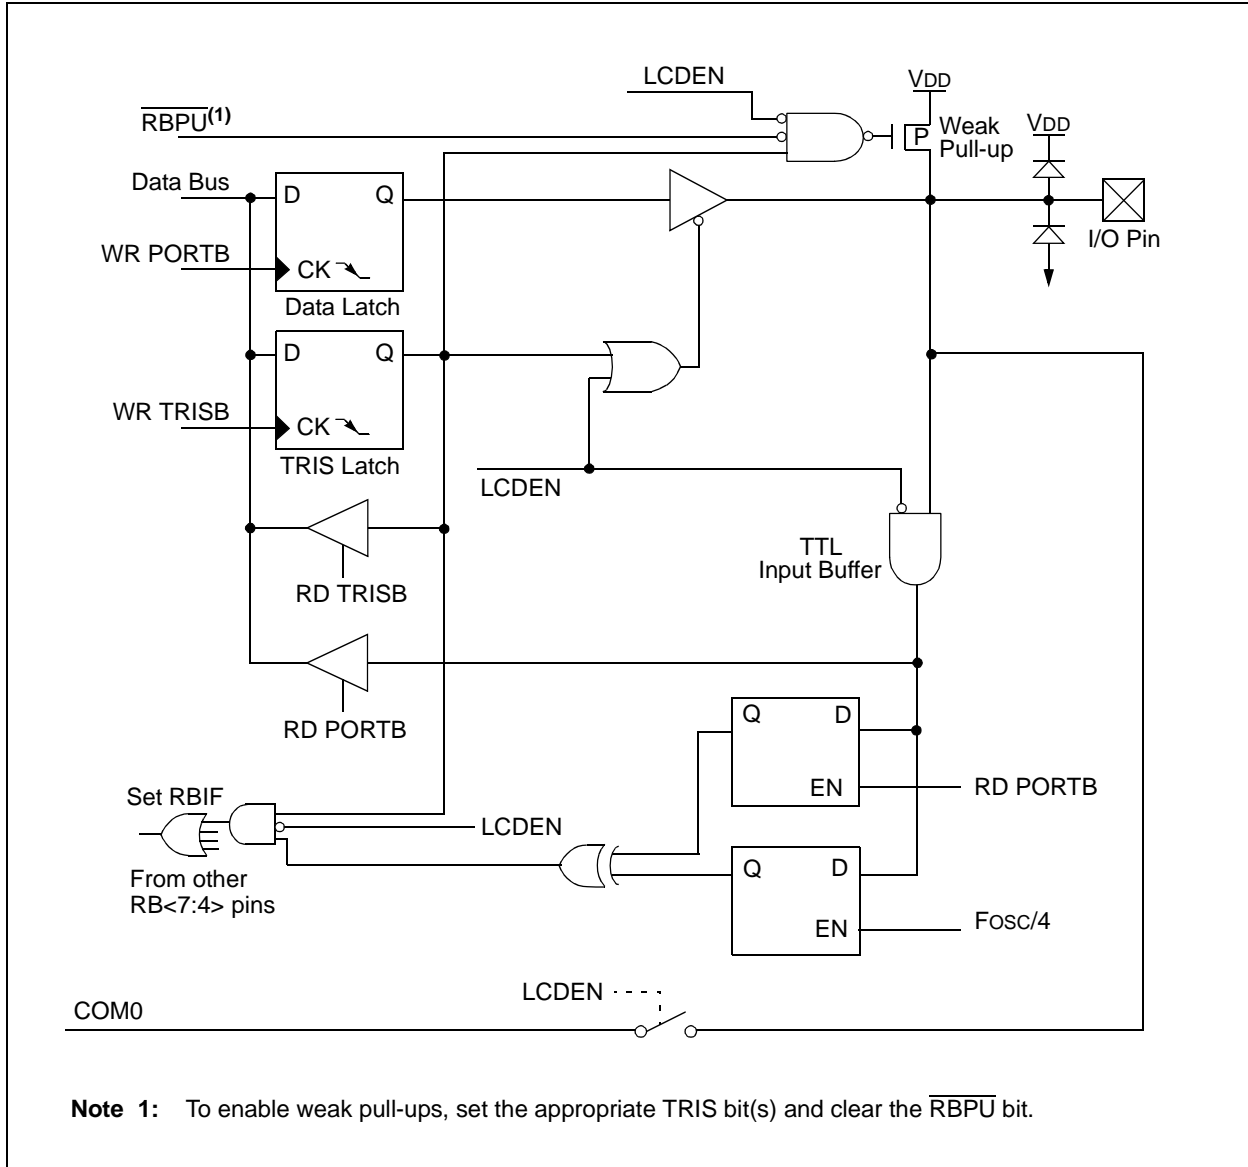 LCDEN
VDD
RBPU(1)
P
Weak
Pull-up
VDD
Data Bus
D Q
WR PORTB
CK
Data Latch
I/O Pin
D Q
WR TRISB
CK
TRIS Latch
LCDEN
TTL
Input Buffer
RD TRISB
RD PORTB
Q D
EN
RD PORTB
Set RBIF
LCDEN
From other
RB<7:4> pins
Q D
EN
FOSC/4
LCDEN
COM0
Note 1: To enable weak pull-ups, set the appropriate TRIS bit(s) and clear the RBPU bit.